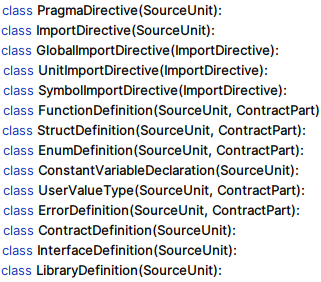 class PragmaDirective(SourceUnit):
class ImportDirective(SourceUnit):
class GlobalImportDirective(ImportDirective):
class UnitImportDirective(ImportDirective):
class SymbolImportDirective(ImportDirective):
class FunctionDefinition(SourceUnit, ContractPart)
class StructDefinition(SourceUnit, ContractPart):
class EnumDefinition(SourceUnit, ContractPart):
class ConstantVariableDeclaration(SourceUnit):
class UserValueType(SourceUnit, ContractPart):
class ErrorDefinition(SourceUnit, ContractPart):
class ContractDefinition(SourceUnit):
class InterfaceDefinition(SourceUnit):
class LibraryDefinition(SourceUnit):